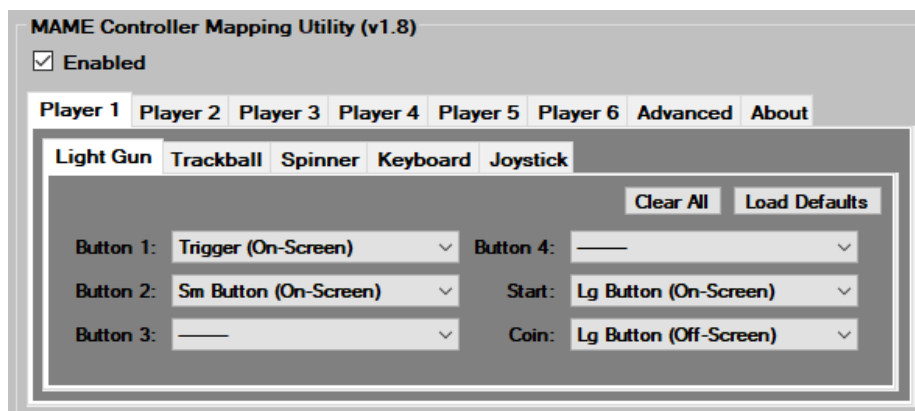 MAME Controller Mapping Utility (v1.8)
Enabled
Player 1 Player 2 Player 3 Player 4 Player 5 Player 6 Advanced About
Light Gun Trackball Spinner Keyboard Joystick
Clear All Load Defaults
Button 1: Trigger (On-Screen) Button 4: ———
Button 2: Sm Button (On-Screen) Start: Lg Button (On-Screen)
Button 3: ——— Coin: Lg Button (Off-Screen)